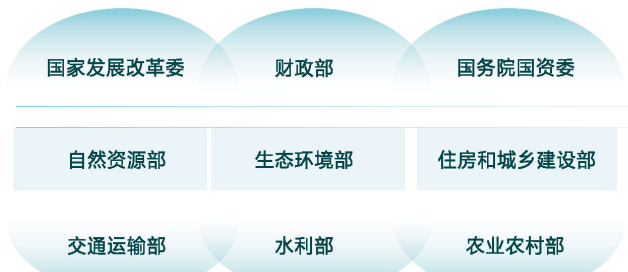 国家发展改革委
财政部
国务院国资委
自然资源部
生态环境部
住房和城乡建设部
交通运输部
水利部
农业农村部